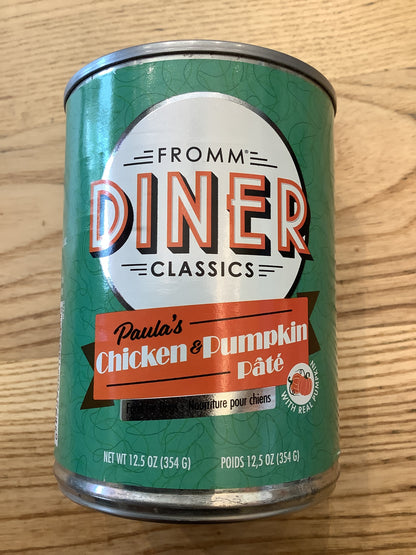 FROMM®
DINER
CLASSICS
Paula's
Chicken & Pumpkin
Pâté
WITH REAL PUMPKIN
Nourriture pour chiens
NET WT 12.5 OZ (354 G) POIDS 12,5 OZ (354 G)